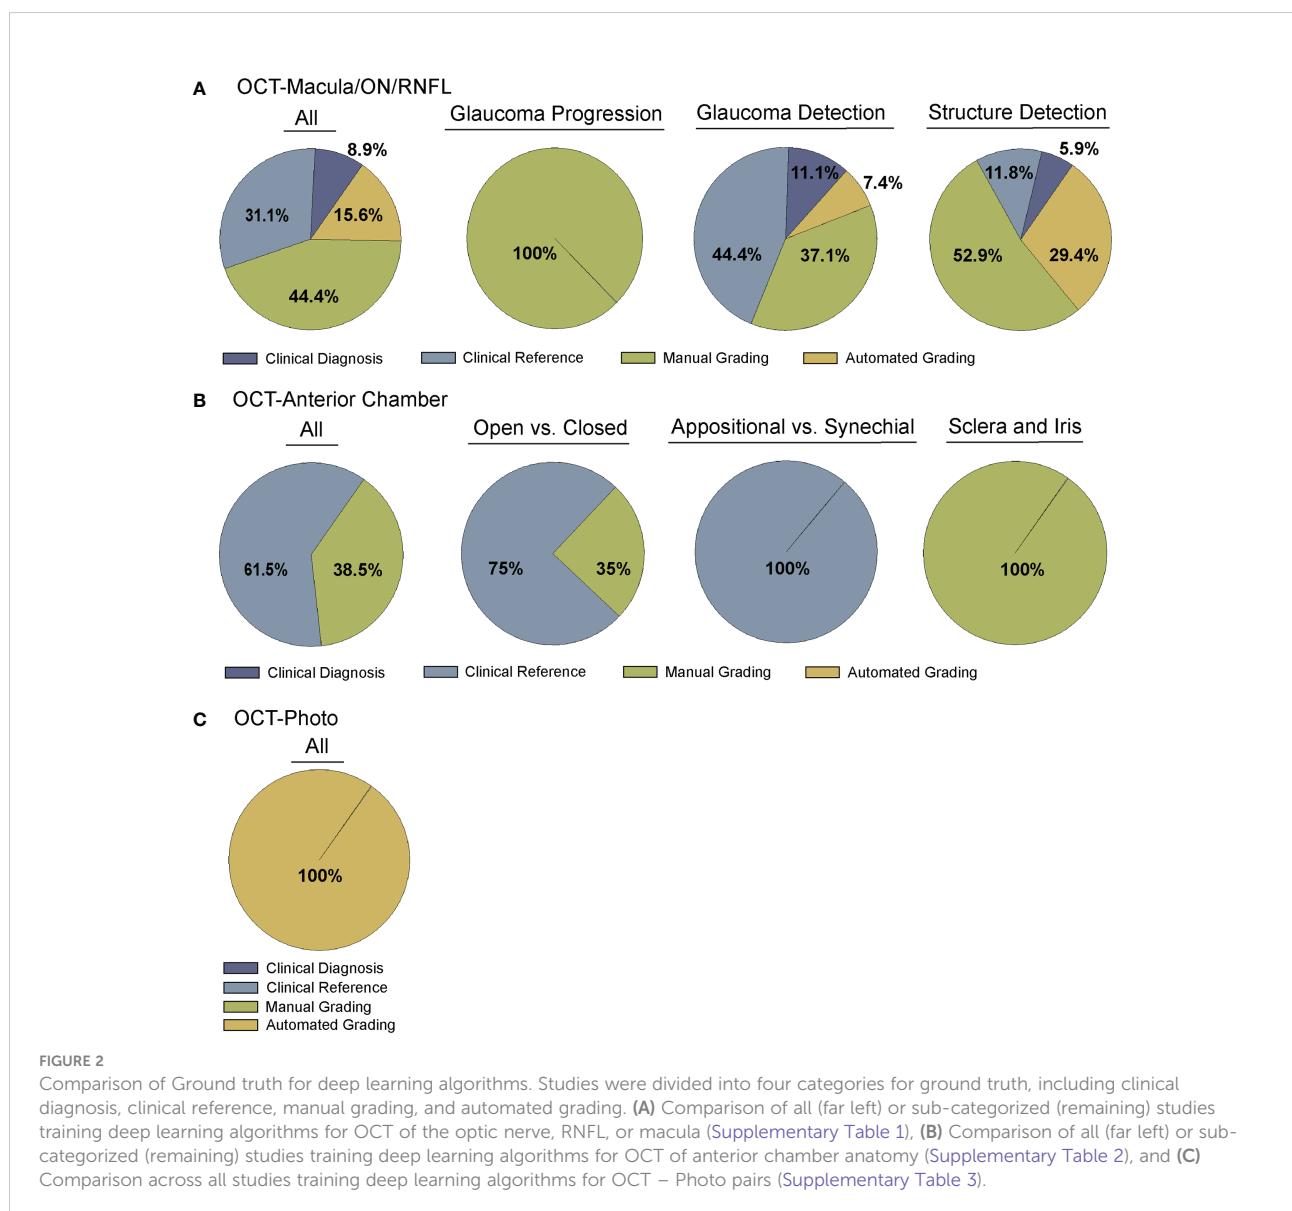 A OCT-Macula/ON/RNFL
All
Glaucoma Progression
Glaucoma Detection
Structure Detection
8.9%
15.6%
31.1%
44.4%
100%
11.1%
7.4%
44.4%
37.1%
5.9%
11.8%
52.9%
29.4%
Clinical Diagnosis Clinical Reference Manual Grading Automated Grading
B OCT-Anterior Chamber
All
Open vs. Closed
Appositional vs. Synechial
Sclera and Iris
61.5% 38.5%
75% 35%
100%
100%
Clinical Diagnosis Clinical Reference Manual Grading Automated Grading
C OCT-Photo
All
100%
Clinical Diagnosis
Clinical Reference
Manual Grading
Automated Grading
FIGURE 2
Comparison of Ground truth for deep learning algorithms. Studies were divided into four categories for ground truth, including clinical
diagnosis, clinical reference, manual grading, and automated grading. (A) Comparison of all (far left) or sub-categorized (remaining) studies
training deep learning algorithms for OCT of the optic nerve, RNFL, or macula (Supplementary Table 1), (B) Comparison of all (far left) or sub-
categorized (remaining) studies training deep learning algorithms for OCT of anterior chamber anatomy (Supplementary Table 2), and (C)
Comparison across all studies training deep learning algorithms for OCT – Photo pairs (Supplementary Table 3).